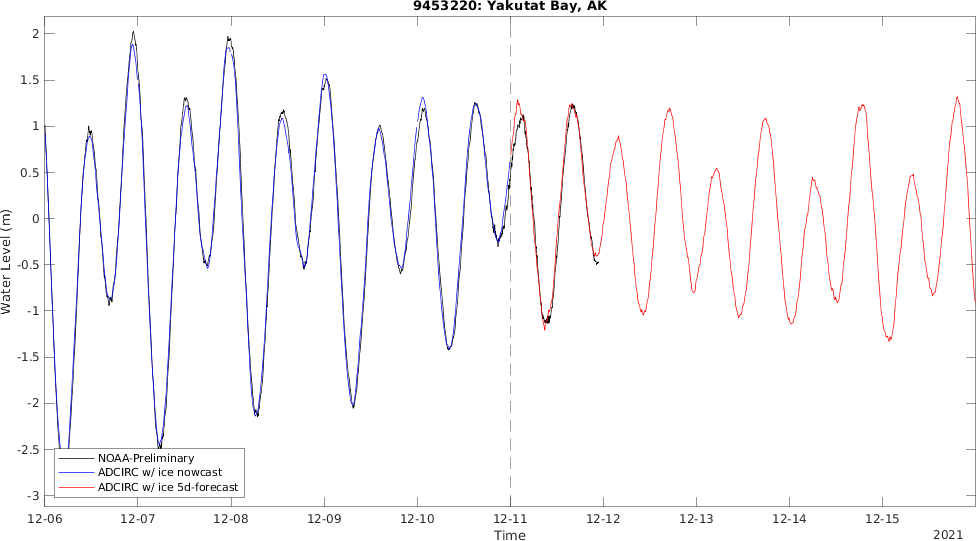 9453220: Yakutat Bay, AK
Water Level (m)
2
1.5
1
0.5
0
-0.5
-1
-1.5
-2
-2.5
-3
NOAA-Preliminary
ADCIRC w/ ice nowcast
ADCIRC w/ ice 5d-forecast
12-06 12-07 12-08 12-09 12-10 12-11 12-12 12-13 12-14 12-15
Time
2021